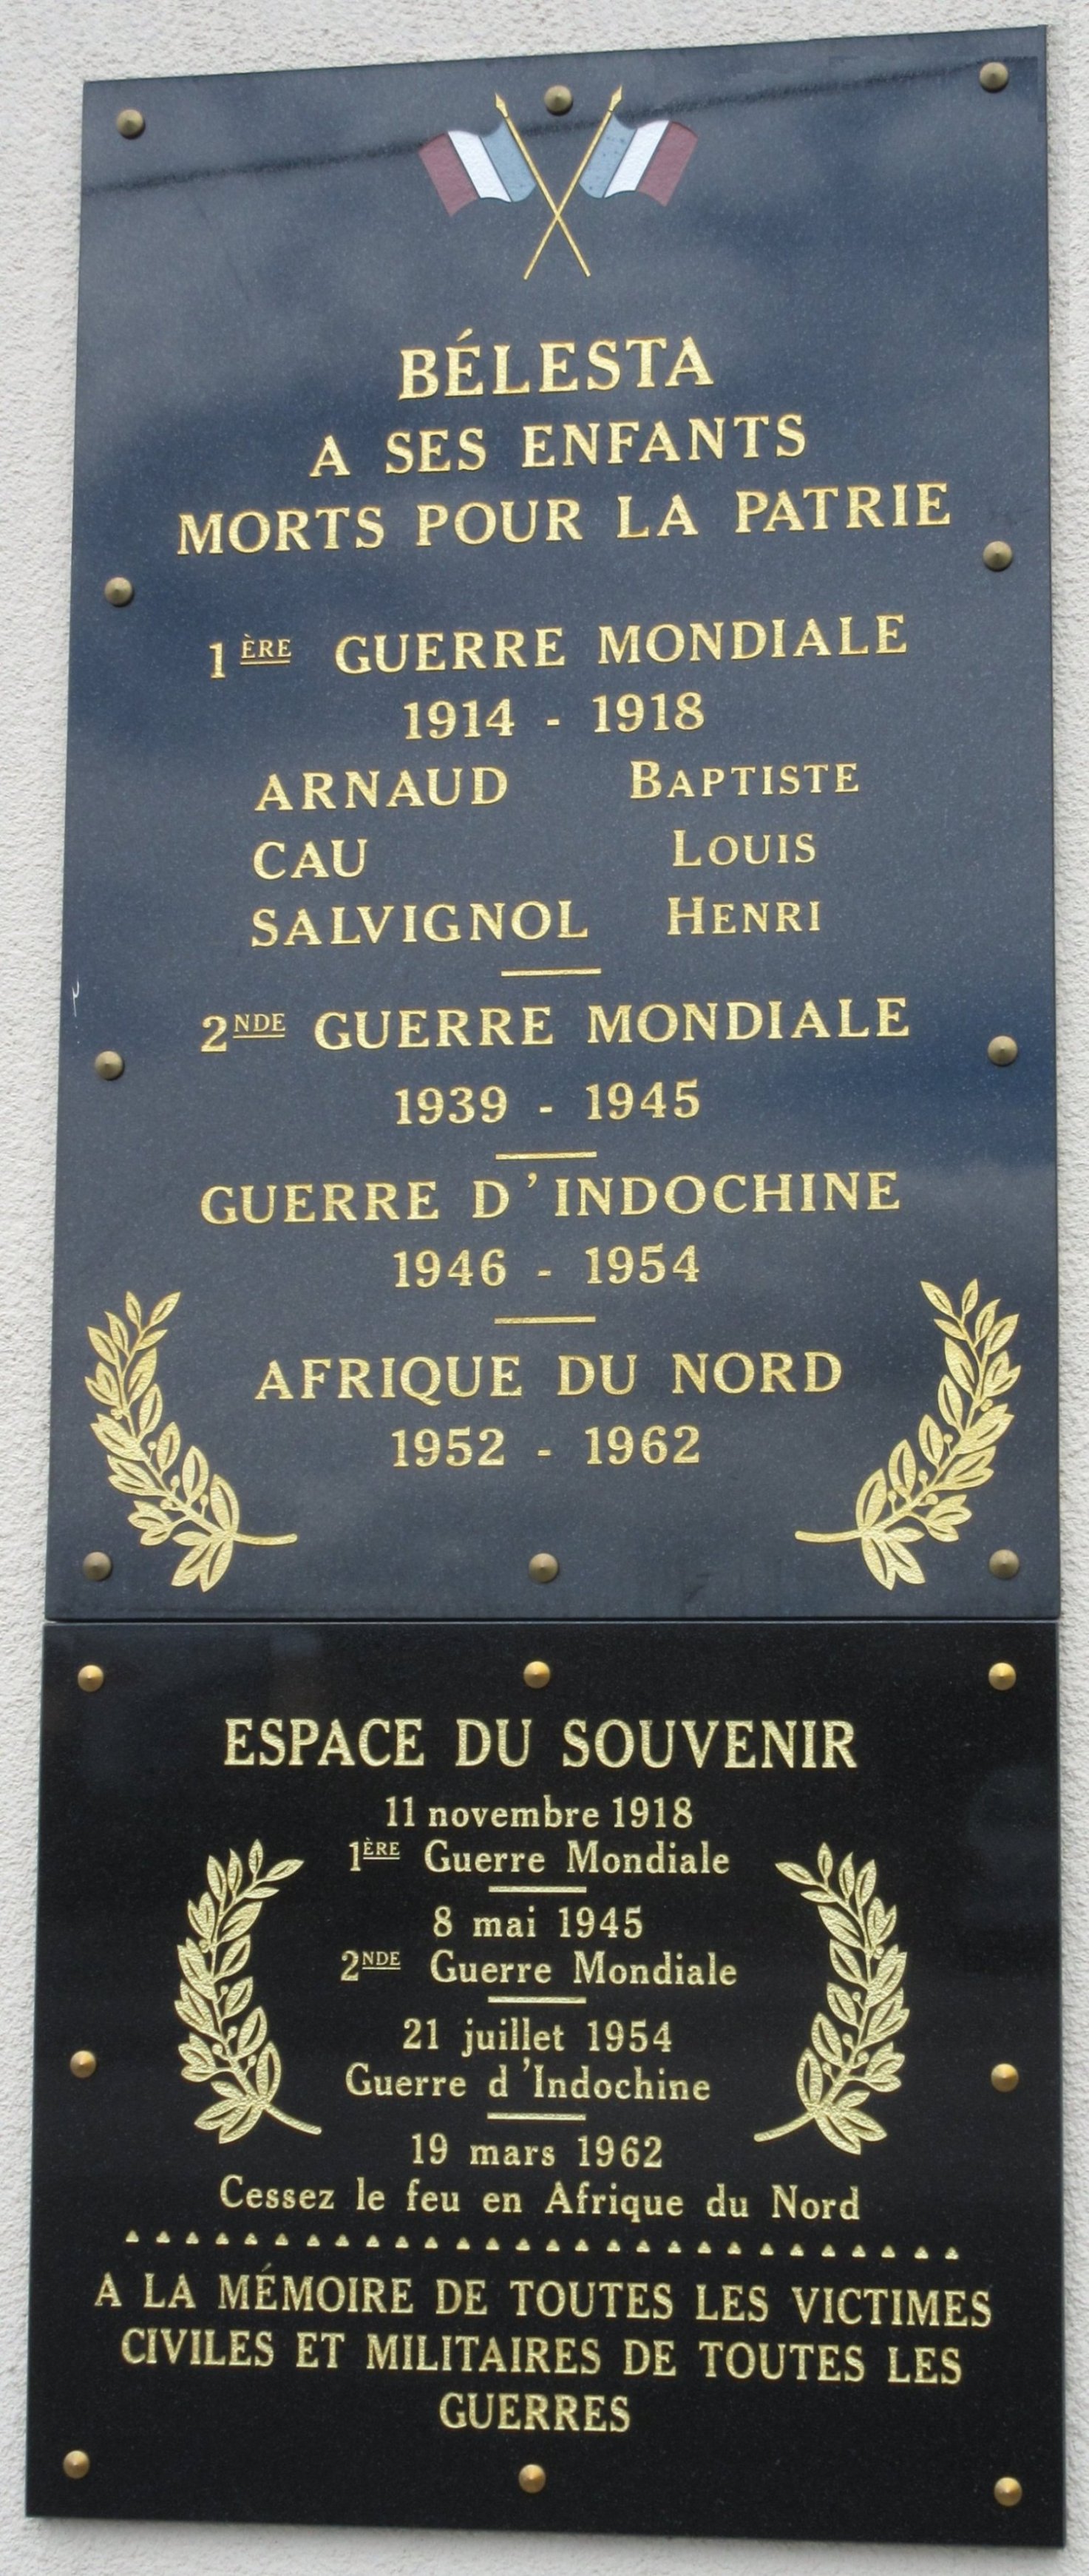 BÉLESTA
A SES ENFANTS
MORTS POUR LA PATRIE
1ÈRE GUERRE MONDIALE
1914 - 1918
ARNAUD BAPTISTE
CAU LOUIS
SALVIGNOL HENRI
2NDE GUERRE MONDIALE
1939 - 1945
GUERRE D'INDOCHINE
1946 - 1954
AFRIQUE DU NORD
1952 - 1962
ESPACE DU SOUVENIR
11 novembre 1918
1ÈRE Guerre Mondiale
8 mai 1945
2NDE Guerre Mondiale
21 juillet 1954
Guerre d'Indochine
19 mars 1962
Cessez le feu en Afrique du Nord
A LA MÉMOIRE DE TOUTES LES VICTIMES
CIVILES ET MILITAIRES DE TOUTES LES
GUERRES